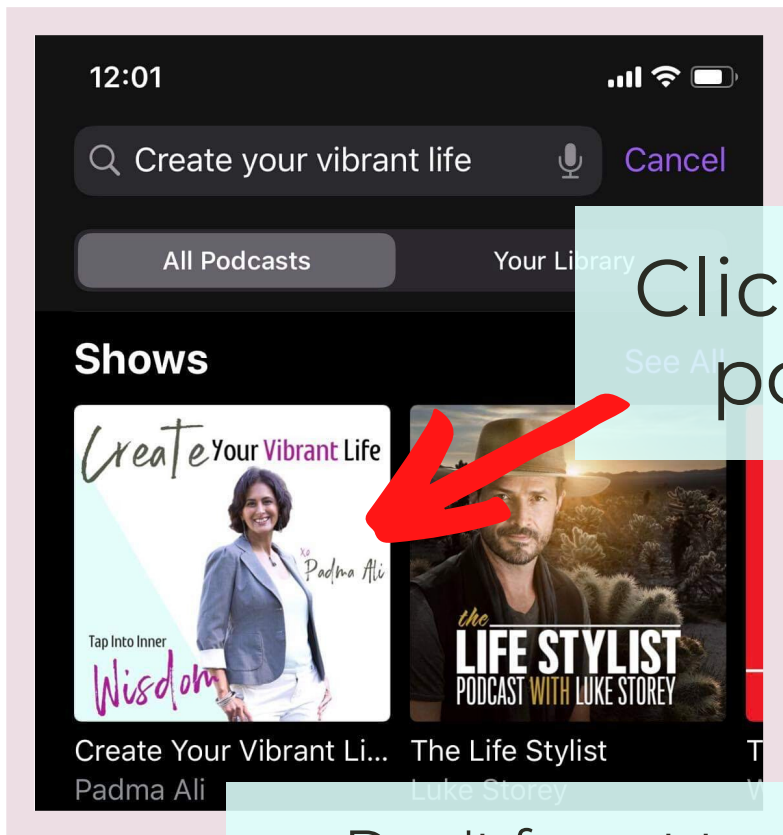 12:01
Create your vibrant life
Cancel
All Podcasts
Your Library
Clic
po
Shows
See All
Create Your Vibrant Life
xo
Padma Ali
Tap Into Inner
Wisdom
the
LIFE STYLIST
PODCAST WITH LUKE STOREY
Create Your Vibrant Li...
The Life Stylist
T
Padma Ali
Luke Storey